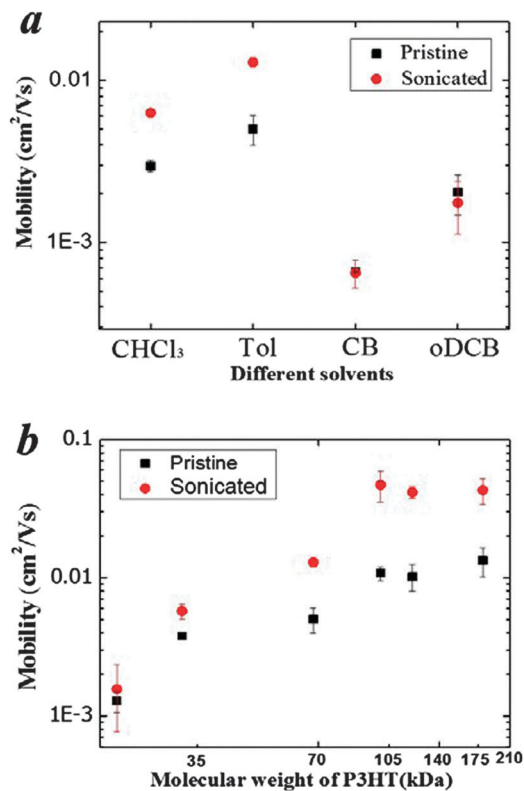 a
Pristine
Sonicated
0.01
1E-3
Mobility (cm²/Vs)
CHCl₃ Tol CB oDCB
Different solvents
b
Pristine
Sonicated
0.1
0.01
1E-3
Mobility (cm²/Vs)
35 70 105 140 175 210
Molecular weight of P3HT(kDa)